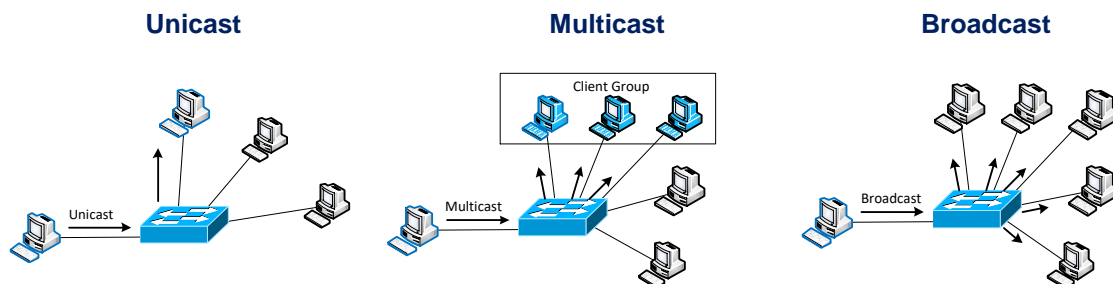 Unicast
Multicast
Broadcast
Client Group
Unicast
Multicast
Broadcast